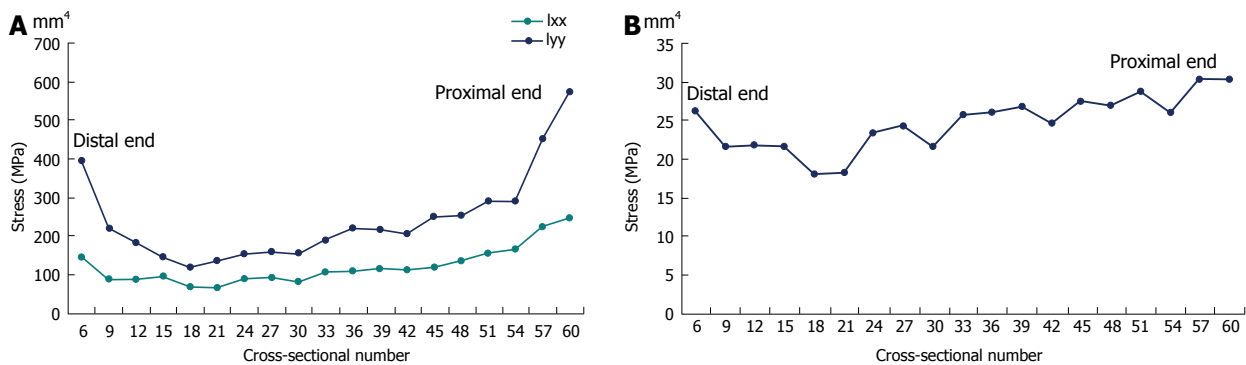 A mm4
Ixx
Iyy
700
600
500
400
300
200
100
0
Stress (MPa)
Distal end
Proximal end
6 9 12 15 18 21 24 27 30 33 36 39 42 45 48 51 54 57 60
Cross-sectional number
B mm4
35
30
25
20
15
10
5
0
Stress (MPa)
Distal end
Proximal end
6 9 12 15 18 21 24 27 30 33 36 39 42 45 48 51 54 57 60
Cross-sectional number